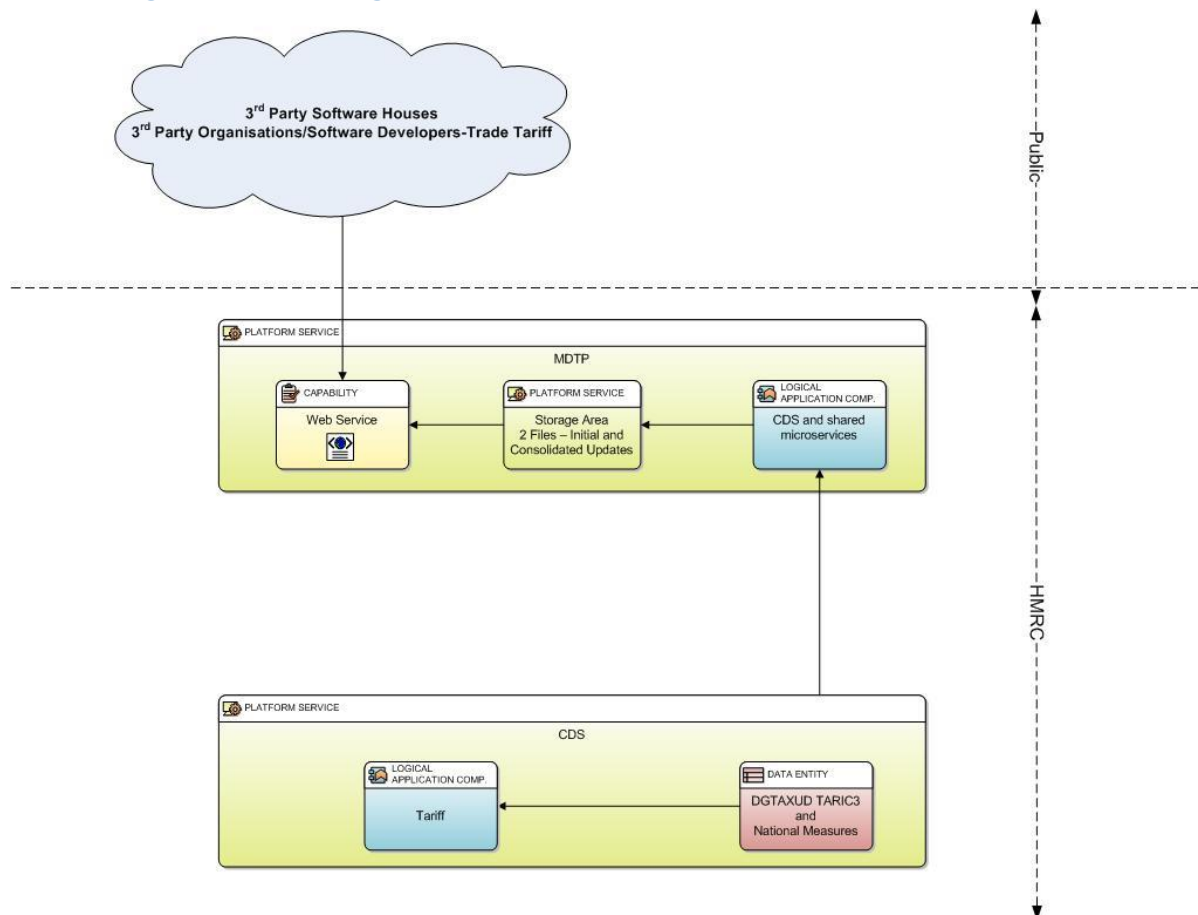 3rd Party Software Houses
3rd Party Organisations/Software Developers-Trade Tariff
Public
PLATFORM SERVICE
MDTP
CAPABILITY
Web Service
PLATFORM SERVICE
Storage Area
2 Files – Initial and
Consolidated Updates
LOGICAL
APPLICATION COMP.
CDS and shared
microservices
HMRC
PLATFORM SERVICE
CDS
LOGICAL
APPLICATION COMP.
Tariff
DATA ENTITY
DGTAXUD TARIC3
and
National Measures